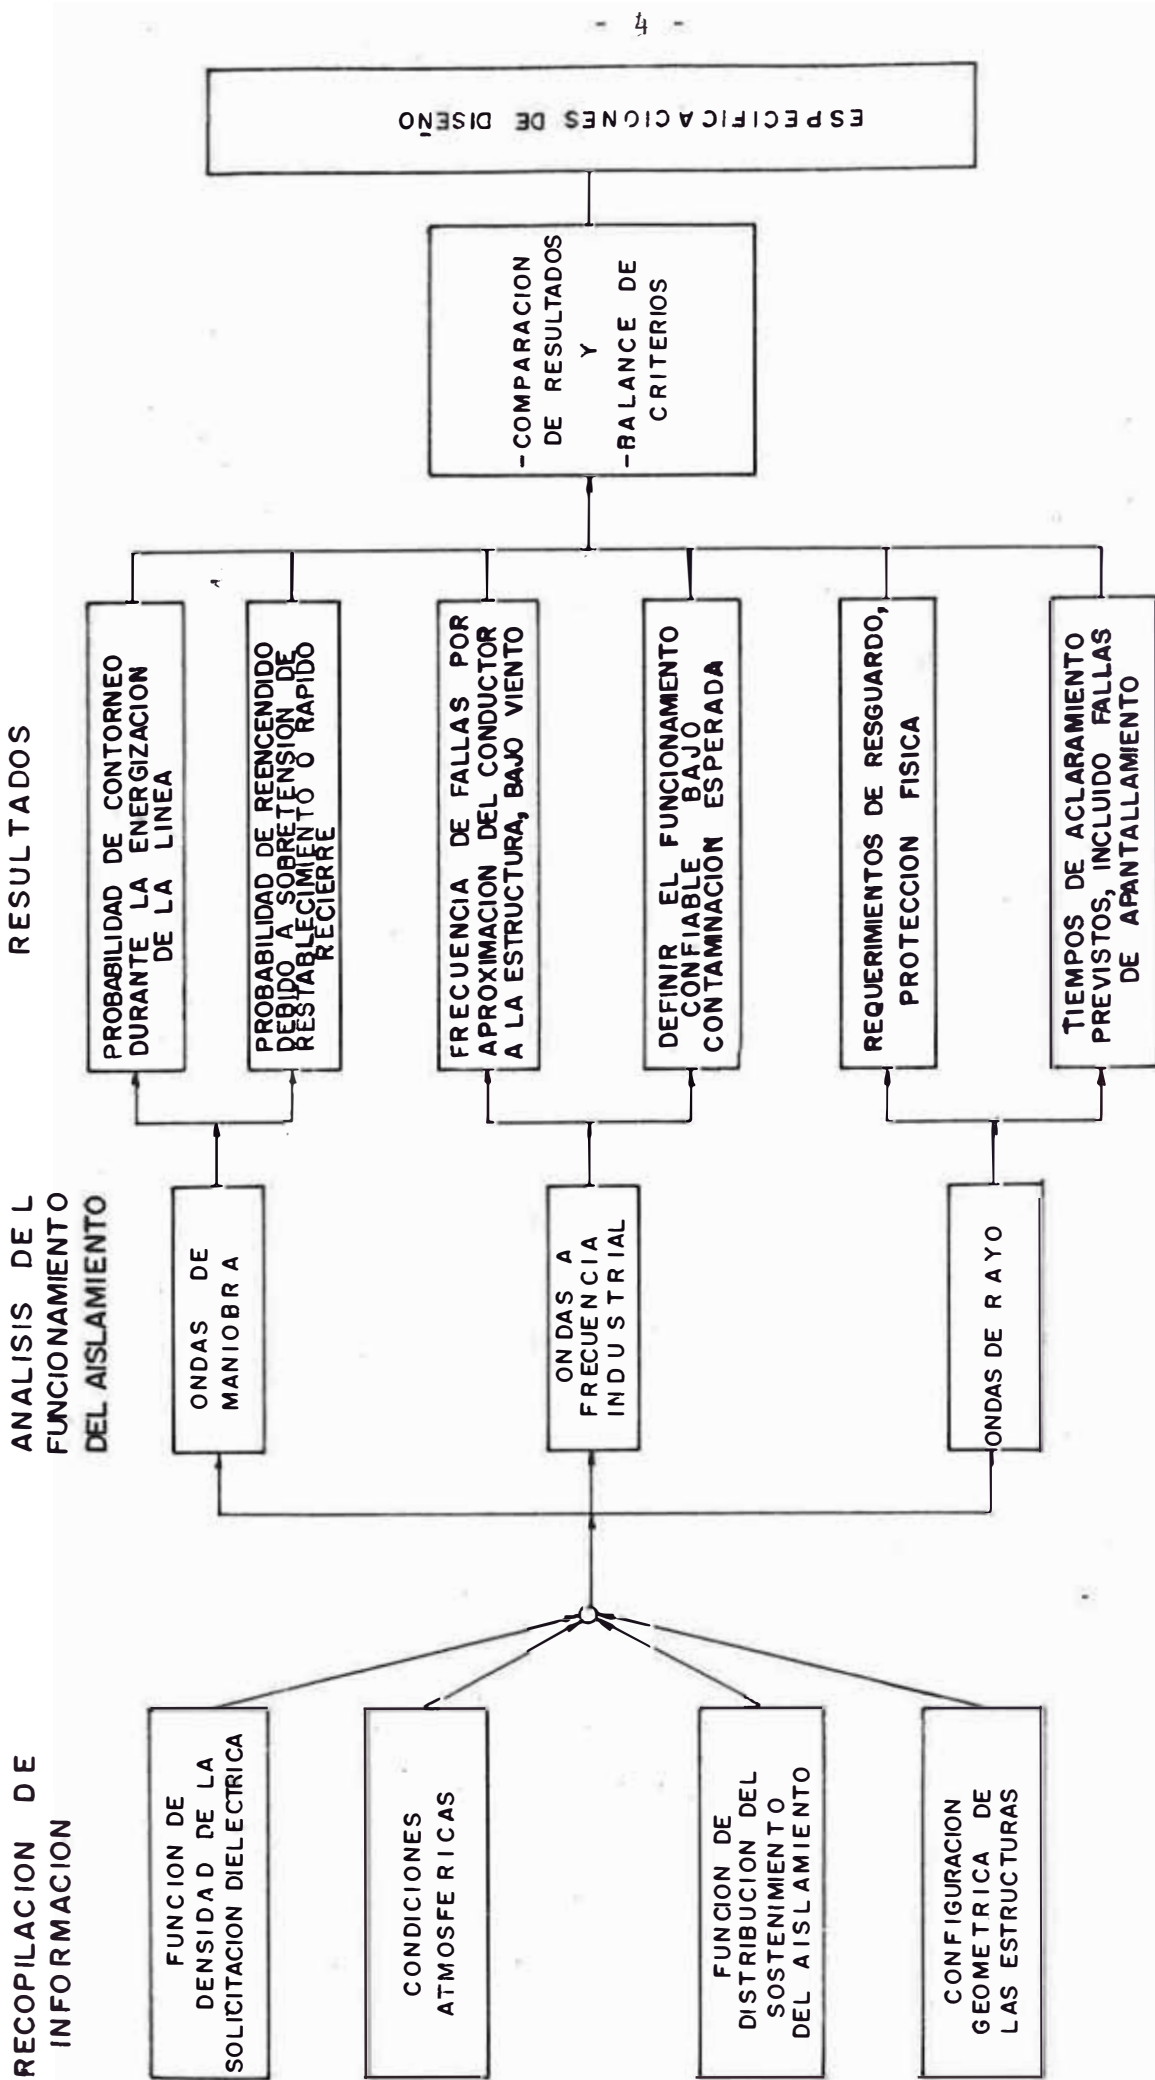 - 4 -
RECOPILACION DE
INFORMACION
FUNCION DE
DENSIDAD DE LA
SOLICITACION DIELECTRICA
CONDICIONES
ATMOSFERICAS
FUNCION DE
DISTRIBUCION DEL
SOSTENIMIENTO
DEL AISLAMIENTO
CONFIGURACION
GEOMETRICA DE
LAS ESTRUCTURAS
ANALISIS DEL
FUNCIONAMIENTO
DEL AISLAMIENTO
ONDAS DE
MANIOBRA
ONDAS A
FRECUENCIA
INDUSTRIAL
ONDAS DE RAYO
RESULTADOS
PROBABILIDAD DE CONTORNEO
DURANTE LA ENERGIZACION
DE LA LINEA
PROBABILIDAD DE REENCENDIDO
DEBIDO A SOBRETENSION DE
RESTABLECIMIENTO O RAPIDO
RECIERRE
FRECUENCIA DE FALLAS POR
APROXIMACION DEL CONDUCTOR
A LA ESTRUCTURA, BAJO VIENTO
DEFINIR EL FUNCIONAMIENTO
CONFIABLE BAJO
CONTAMINACION ESPERADA
REQUERIMIENTOS DE RESGUARDO,
PROTECCION FISICA
TIEMPOS DE ACLARAMIENTO
PREVISTOS, INCLUIDO FALLAS
DE APANTALLAMIENTO
-COMPARACION
DE RESULTADOS
Y
-BALANCE DE
CRITERIOS
ESPECIFICACIONES DE DISEÑO